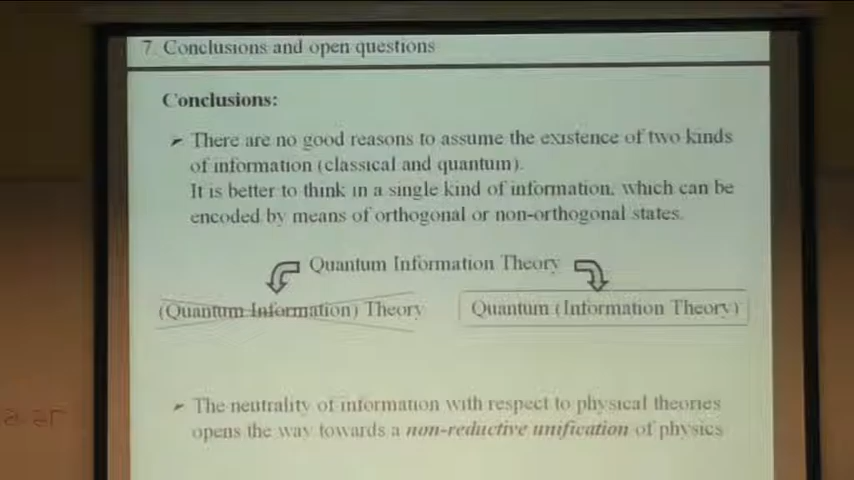 7. Conclusions and open questions
Conclusions:
There are no good reasons to assume the existence of two kinds
of information (classical and quantum).
It is better to think in a single kind of information, which can be
encoded by means of orthogonal or non-orthogonal states.
Quantum Information Theory
(Quantum Information) Theory Quantum (Information Theory)
The neutrality of information with respect to physical theories
opens the way towards a non-reductive unification of physics